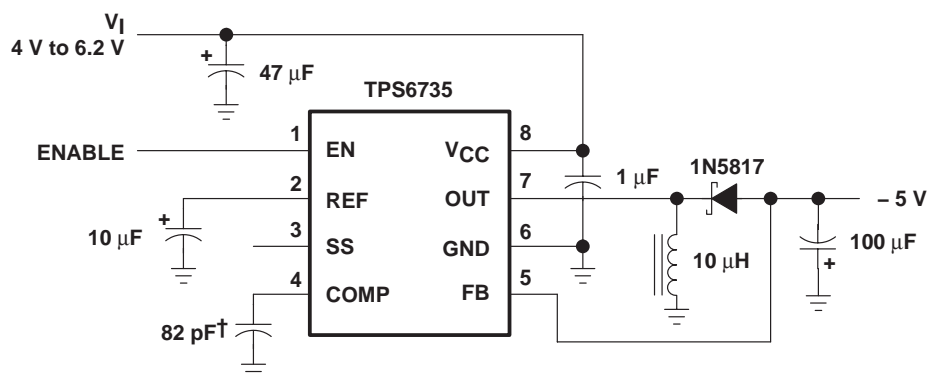 V_I
4 V to 6.2 V
+
47 μF
TPS6735
ENABLE
1
EN
V_CC
8
1N5817
2
REF
OUT
7
1 μF
– 5 V
+
10 μF
3
SS
GND
6
10 μH
100 μF
+
4
COMP
FB
5
82 pF†